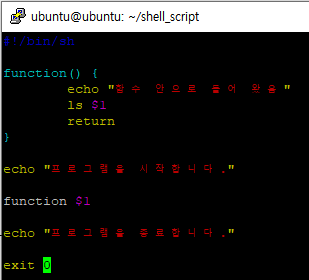 ubuntu@ubuntu: ~/shell_script
#!/bin/sh
function() {
echo "함수 안으로 들어 왔음"
ls $1
return
}
echo "프로그램을 시작합니다."
function $1
echo "프로그램을 종료합니다."
exit 0